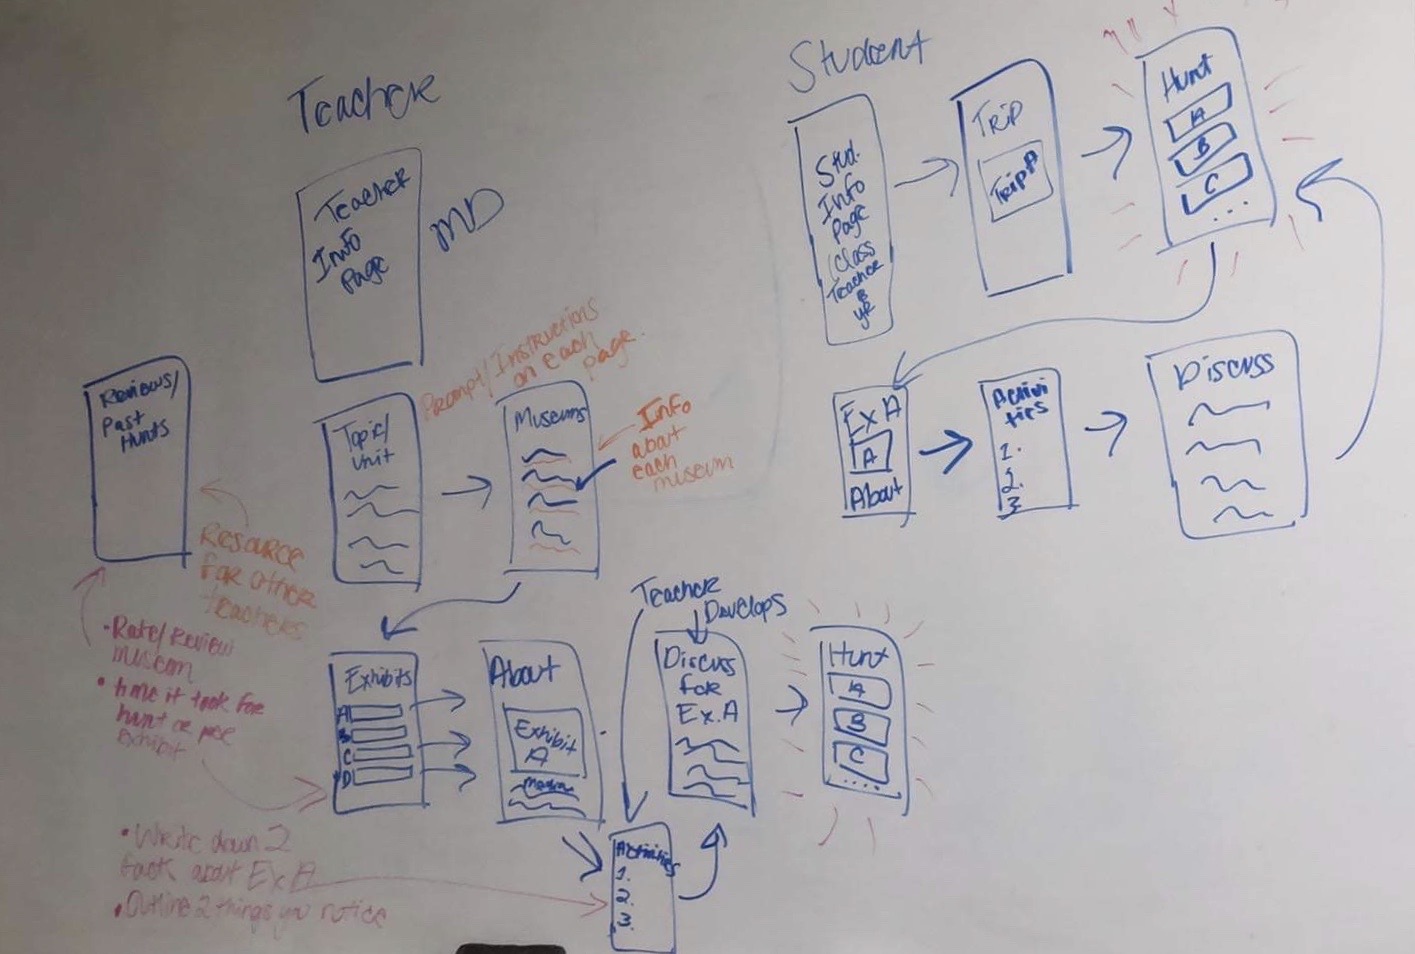 Teacher
Teacher
Info
Page
MD
Reviews/
Past
Hunts
Topic/
Unit
Prompt/Instructions
on each
page.
Museums
Info
about
each
museum
Resource
for other
teachers
• Rate/Review
museum
• time it took for
hunt or per
exhibit
Exhibits
A
B
C
D
About
Exhibit
A
Teacher
Develops
Discuss
for
Ex. A
Hunt
A
B
C
....
Activities
1.
2.
3.
• Write down 2
facts about Ex A
• Outline 2 things you notice
Student
Stud.
Info
Page
Class
Teacher
&
yr
Trip
Trip A
Hunt
A
B
C
...
Ex A
A
About
Activi
ties
1.
2.
3
Discuss